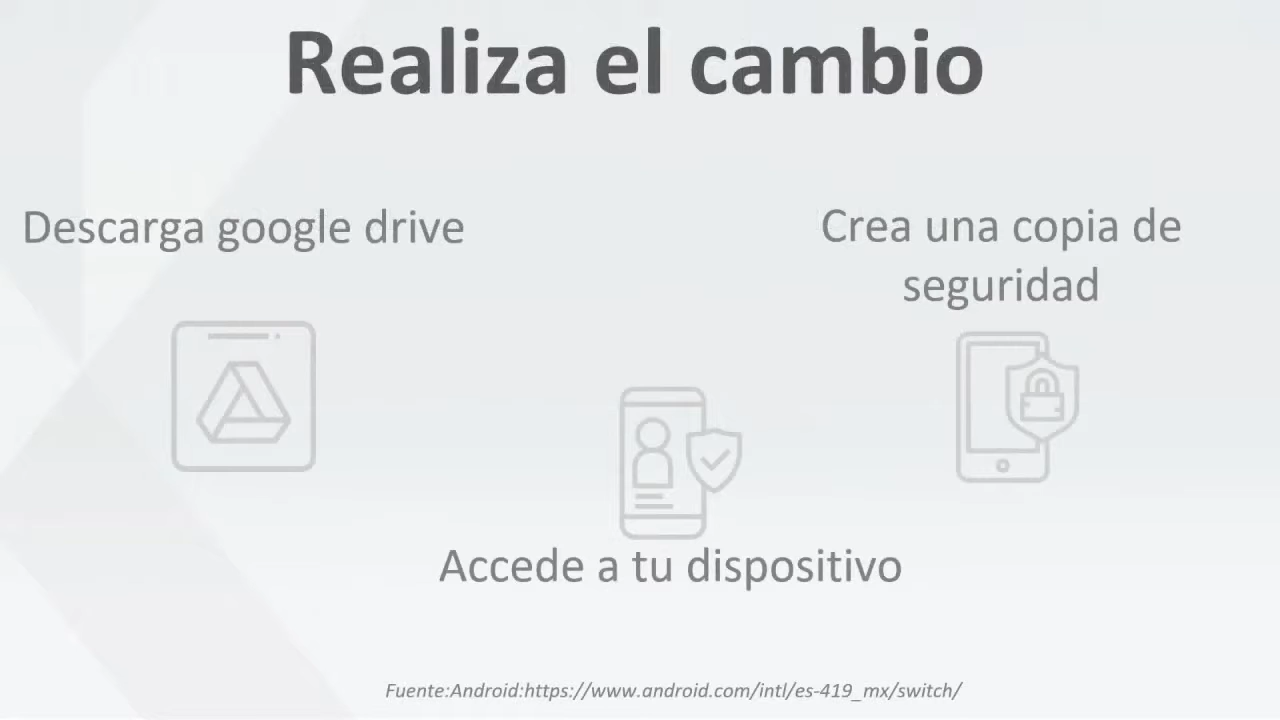 Realiza el cambio
Descarga google drive
Crea una copia de
seguridad
Accede a tu dispositivo
Fuente:Android:https://www.android.com/intl/es-419_mx/switch/